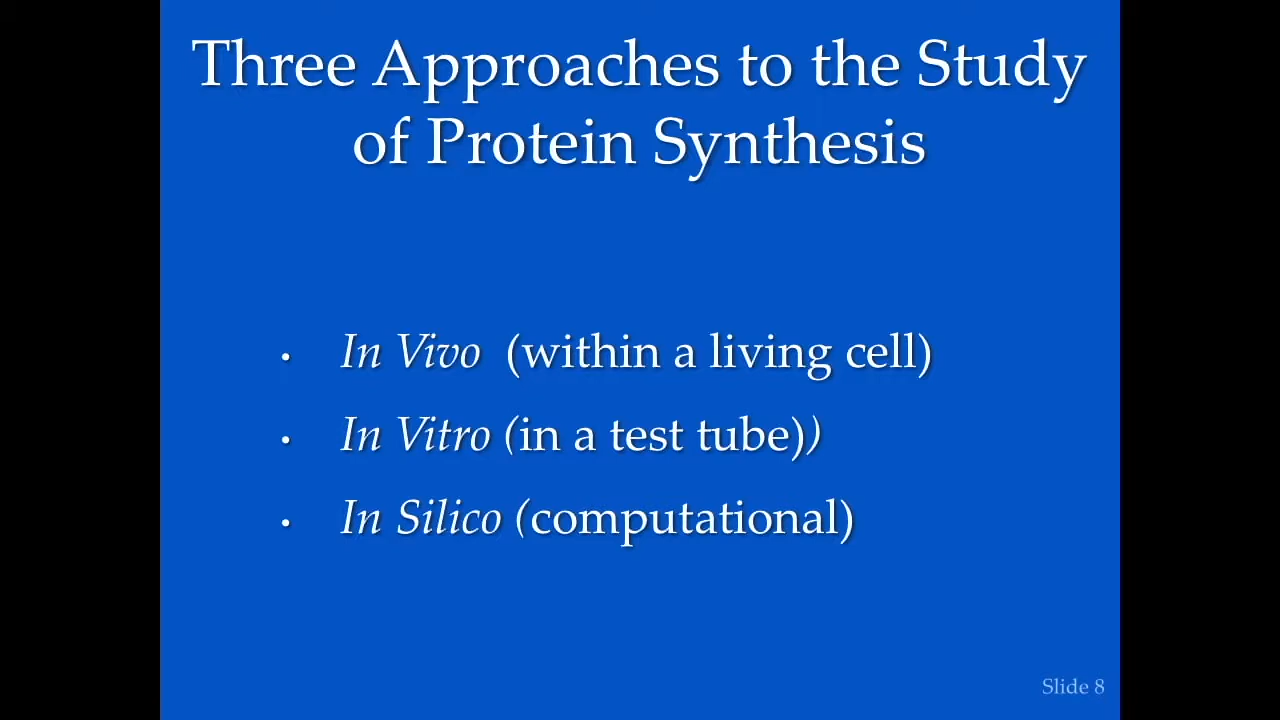 Three Approaches to the Study
of Protein Synthesis
• In Vivo (within a living cell)
• In Vitro (in a test tube))
• In Silico (computational)
Slide 8